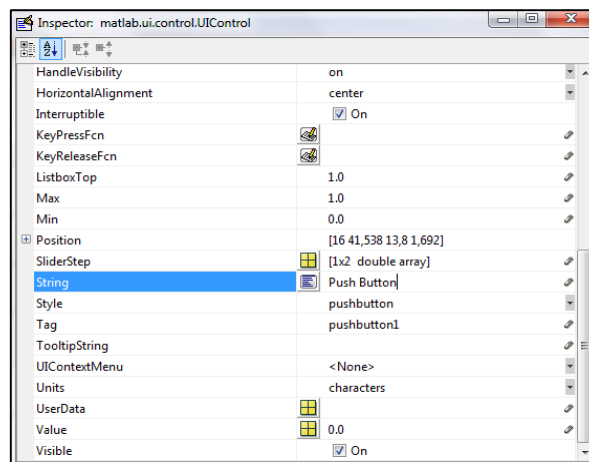 Inspector: matlab.ui.control.UIControl
HandleVisibility on
HorizontalAlignment center
Interruptible On
KeyPressFcn
KeyReleaseFcn
ListboxTop 1.0
Max 1.0
Min 0.0
Position [16 41,538 13,8 1,692]
SliderStep [1x2 double array]
String Push Button
Style pushbutton
Tag pushbutton1
TooltipString
UIContextMenu <None>
Units characters
UserData
Value 0.0
Visible On